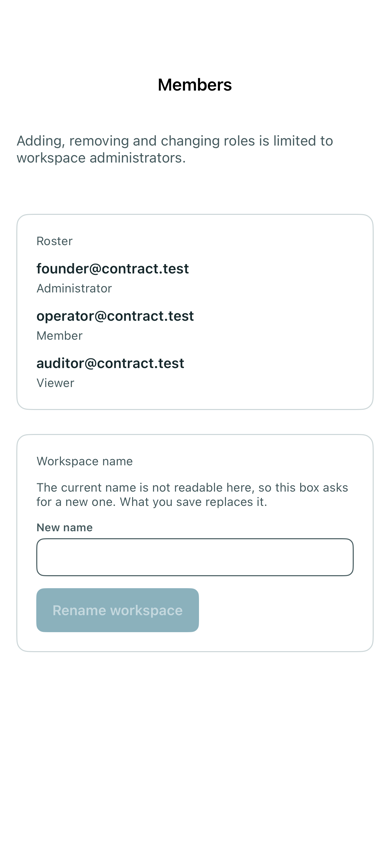 Members
Adding, removing and changing roles is limited to
workspace administrators.
Roster
founder@contract.test
Administrator
operator@contract.test
Member
auditor@contract.test
Viewer
Workspace name
The current name is not readable here, so this box asks
for a new one. What you save replaces it.
New name
Rename workspace